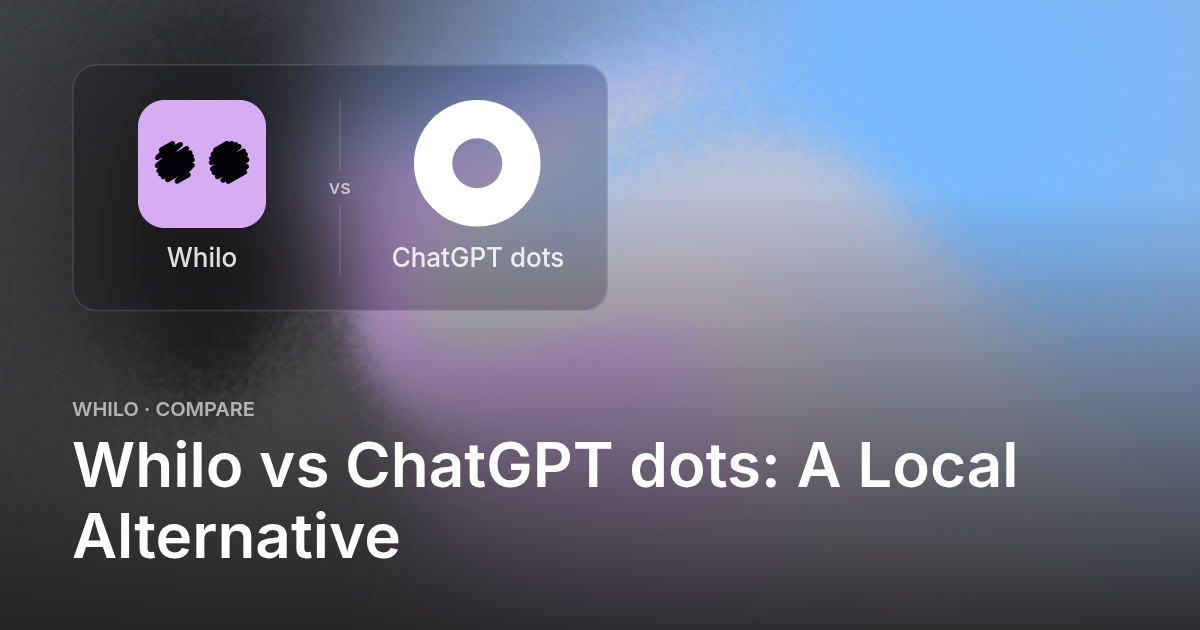 vs
Whilo
ChatGPT dots
WHILO · COMPARE
Whilo vs ChatGPT dots: A Local
Alternative